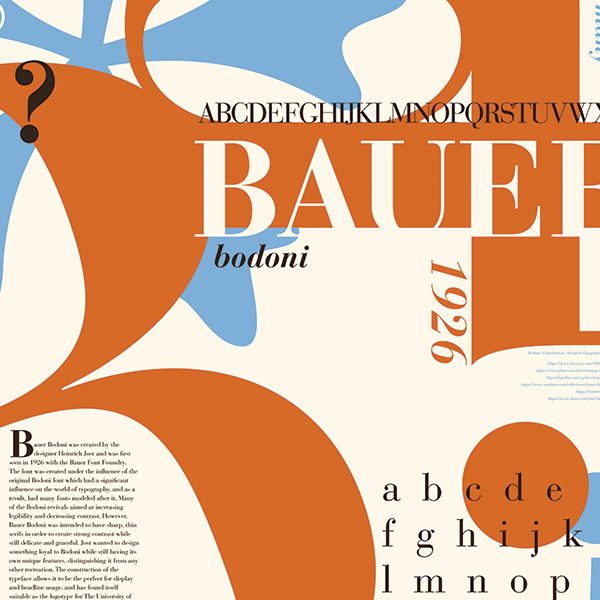 ?
ABCDEFGHIJKLMNOPQRSTUVWX
BAUER
bodoni
1926
Bauer Bodoni was created by the
designer Heinrich Jost and was first
seen in 1926 with the Bauer Font Foundry.
The font was created under the influence of the
original Bodoni font which had a significant
influence on the world of typography, and as a
result, had many fonts modeled after it. Many
of the Bodoni revivals aimed at increasing
legibility and decreasing contrast. However,
Bauer Bodoni was intended to have sharp, thin
serifs in order to create strong contrast while
still delicate and graceful. Jost wanted to design
something loyal to Bodoni while still having its
own unique features, distinguishing it from any
other recreation. The construction of the
typeface allows it to be the perfect for display
and headline usage, and has found itself
suitable as the logotype for The University of
a b c d e
f g h i j k
l m n o p